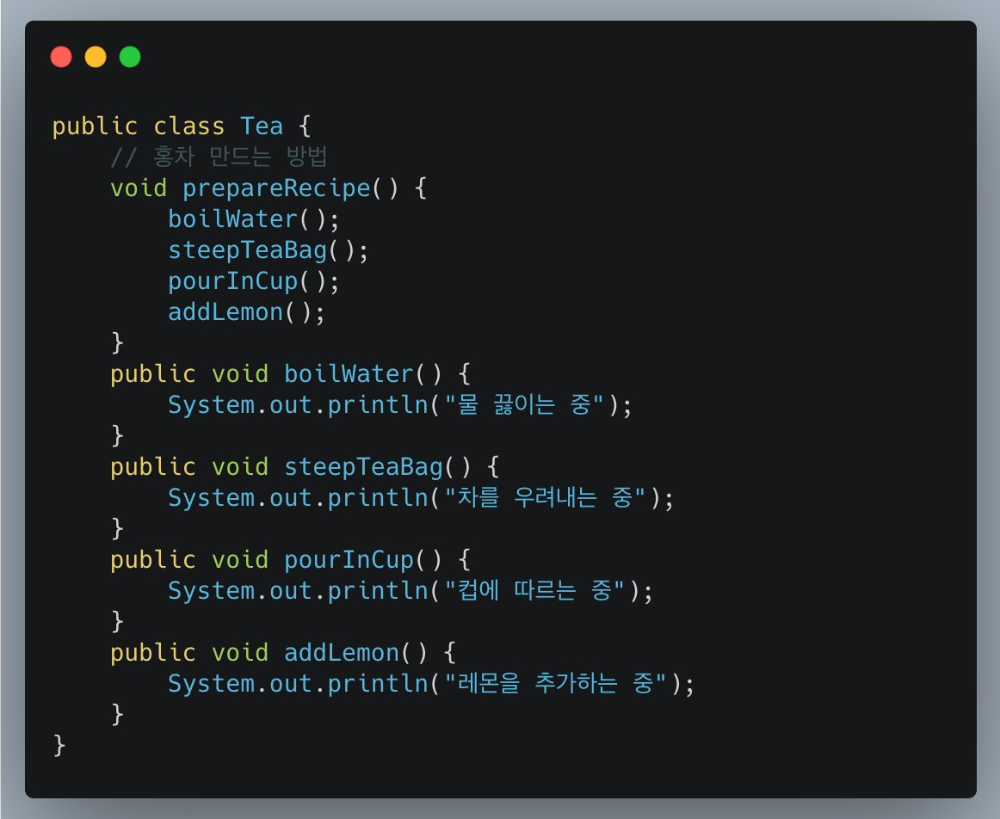 public class Tea {
    // 홍차 만드는 방법
    void prepareRecipe() {
        boilWater();
        steepTeaBag();
        pourInCup();
        addLemon();
    }
    public void boilWater() {
        System.out.println("물 끓이는 중");
    }
    public void steepTeaBag() {
        System.out.println("차를 우려내는 중");
    }
    public void pourInCup() {
        System.out.println("컵에 따르는 중");
    }
    public void addLemon() {
        System.out.println("레몬을 추가하는 중");
    }
}